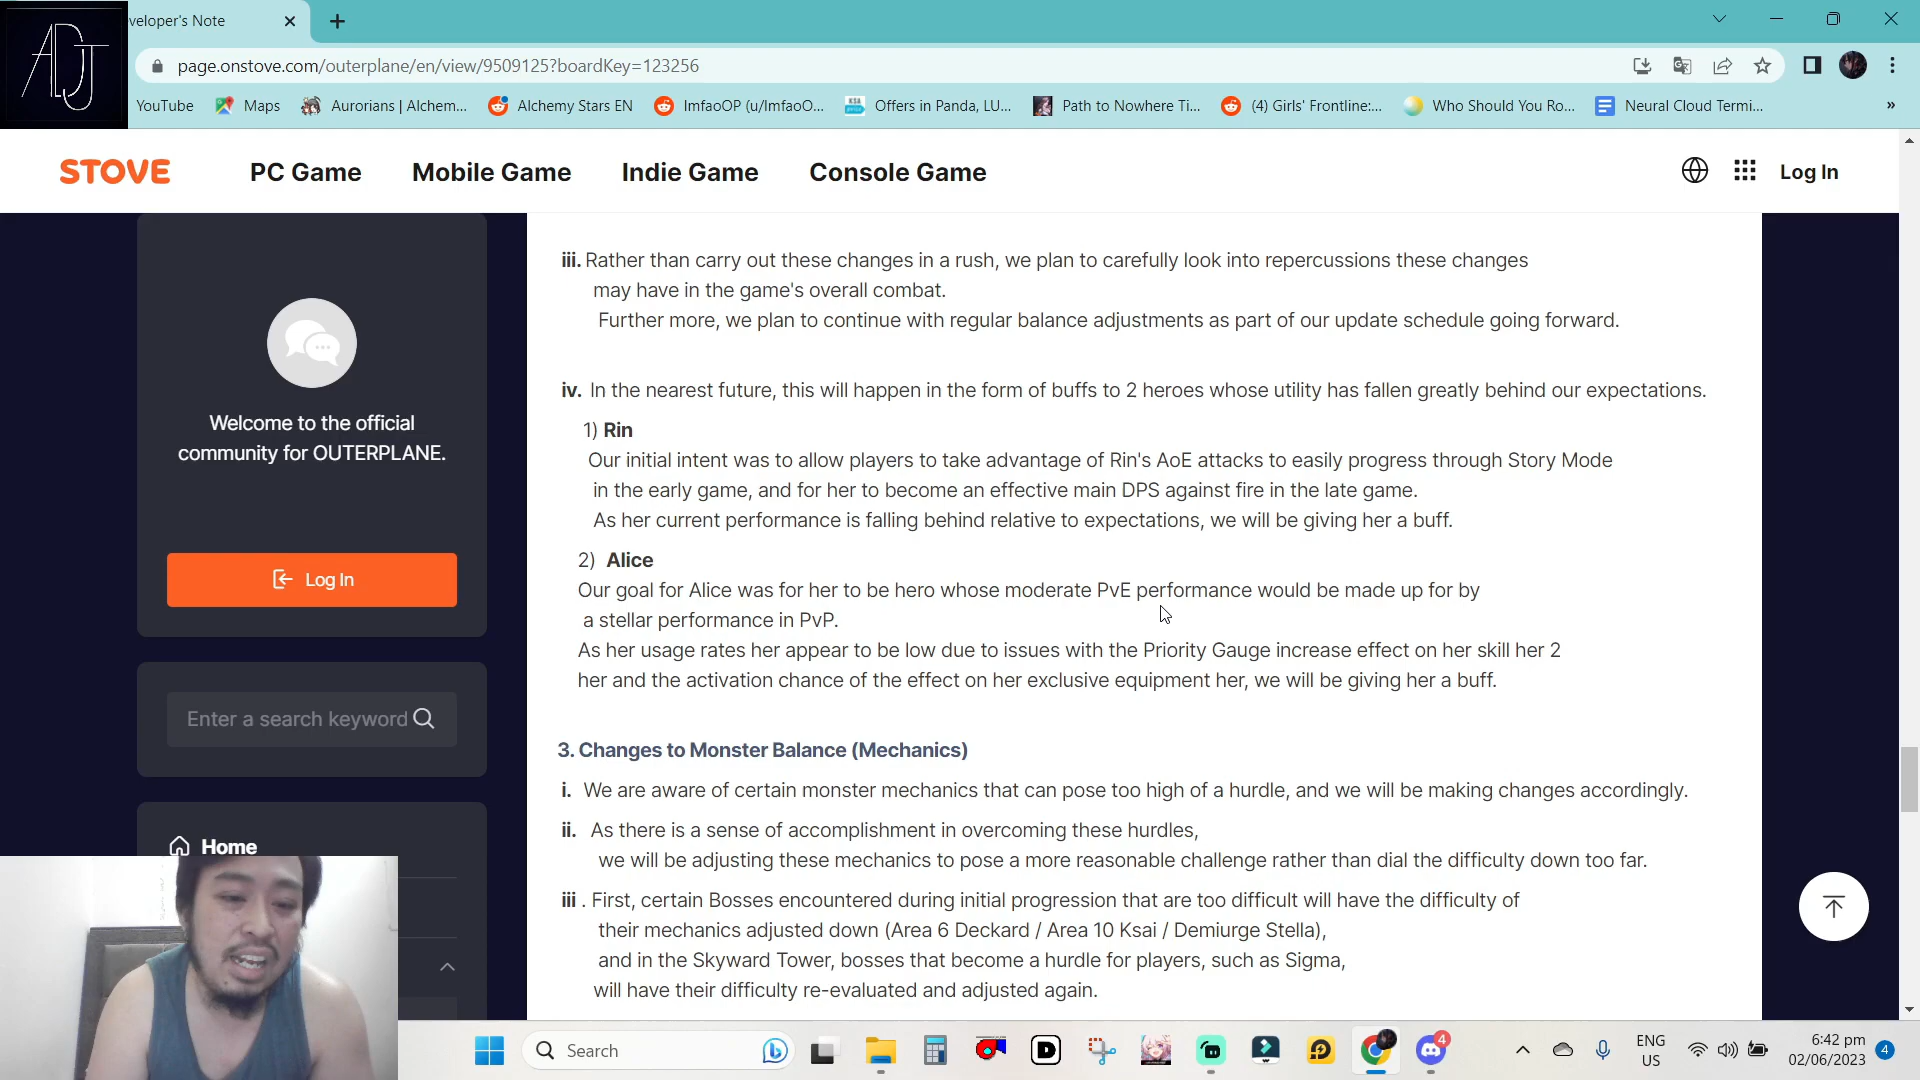 veloper's Note
ADJ
page.onstove.com/outerplane/en/view/9509125?boardKey=123256
YouTube
Maps
Aurorians | Alchem...
Alchemy Stars EN
lmfaoOP (u/lmfaoO...
Offers in Panda, LU...
Path to Nowhere Ti...
(4) Girls' Frontline:...
Who Should You Ro...
Neural Cloud Termi...
»
STOVE
PC Game
Mobile Game
Indie Game
Console Game
Log In
Welcome to the official
community for OUTERPLANE.
Log In
Enter a search keyword
Home
iii. Rather than carry out these changes in a rush, we plan to carefully look into repercussions these changes
may have in the game's overall combat.
Further more, we plan to continue with regular balance adjustments as part of our update schedule going forward.
iv. In the nearest future, this will happen in the form of buffs to 2 heroes whose utility has fallen greatly behind our expectations.
1) Rin
Our initial intent was to allow players to take advantage of Rin's AoE attacks to easily progress through Story Mode
in the early game, and for her to become an effective main DPS against fire in the late game.
As her current performance is falling behind relative to expectations, we will be giving her a buff.
2) Alice
Our goal for Alice was for her to be hero whose moderate PvE performance would be made up for by
a stellar performance in PvP.
As her usage rates her appear to be low due to issues with the Priority Gauge increase effect on her skill her 2
her and the activation chance of the effect on her exclusive equipment her, we will be giving her a buff.
3. Changes to Monster Balance (Mechanics)
i. We are aware of certain monster mechanics that can pose too high of a hurdle, and we will be making changes accordingly.
ii. As there is a sense of accomplishment in overcoming these hurdles,
we will be adjusting these mechanics to pose a more reasonable challenge rather than dial the difficulty down too far.
iii . First, certain Bosses encountered during initial progression that are too difficult will have the difficulty of
their mechanics adjusted down (Area 6 Deckard / Area 10 Ksai / Demiurge Stella),
and in the Skyward Tower, bosses that become a hurdle for players, such as Sigma,
will have their difficulty re-evaluated and adjusted again.
Search
4
ENG
US
6:42 pm
02/06/2023
4